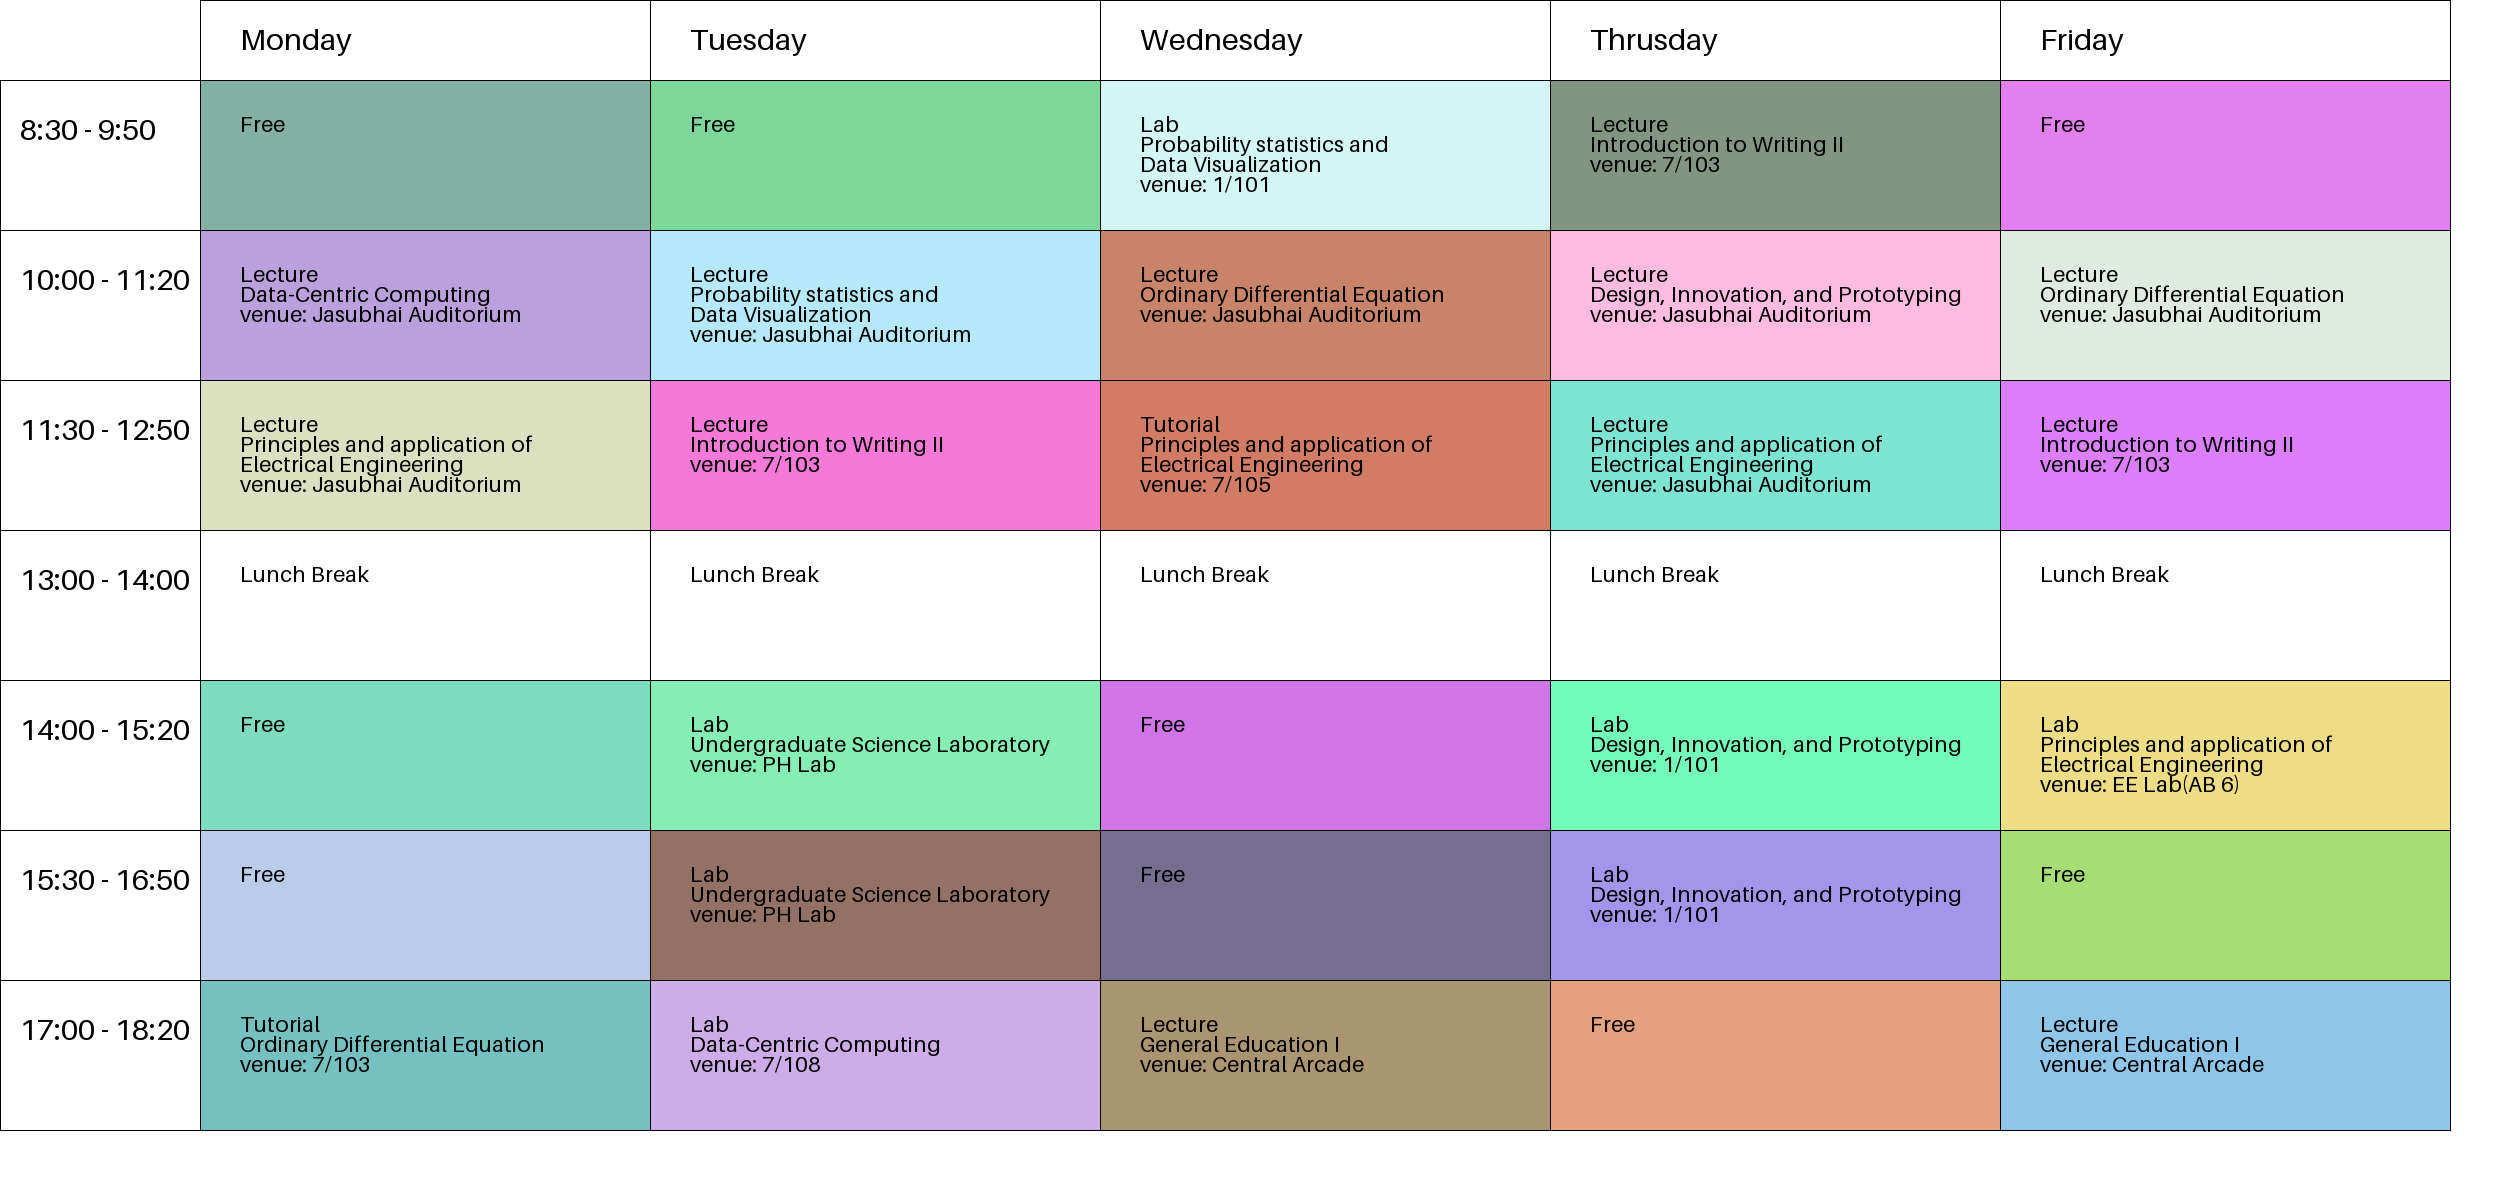 Monday
Tuesday
Wednesday
Thrusday
Friday
8:30 - 9:50
Free
Free
Lab
Probability statistics and
Data Visualization
venue: 1/101
Lecture
Introduction to Writing II
venue: 7/103
Free
10:00 - 11:20
Lecture
Data-Centric Computing
venue: Jasubhai Auditorium
Lecture
Probability statistics and
Data Visualization
venue: Jasubhai Auditorium
Lecture
Ordinary Differential Equation
venue: Jasubhai Auditorium
Lecture
Design, Innovation, and Prototyping
venue: Jasubhai Auditorium
Lecture
Ordinary Differential Equation
venue: Jasubhai Auditorium
11:30 - 12:50
Lecture
Principles and application of
Electrical Engineering
venue: Jasubhai Auditorium
Lecture
Introduction to Writing II
venue: 7/103
Tutorial
Principles and application of
Electrical Engineering
venue: 7/105
Lecture
Principles and application of
Electrical Engineering
venue: Jasubhai Auditorium
Lecture
Introduction to Writing II
venue: 7/103
13:00 - 14:00
Lunch Break
Lunch Break
Lunch Break
Lunch Break
Lunch Break
14:00 - 15:20
Free
Lab
Undergraduate Science Laboratory
venue: PH Lab
Free
Lab
Design, Innovation, and Prototyping
venue: 1/101
Lab
Principles and application of
Electrical Engineering
venue: EE Lab(AB 6)
15:30 - 16:50
Free
Lab
Undergraduate Science Laboratory
venue: PH Lab
Free
Lab
Design, Innovation, and Prototyping
venue: 1/101
Free
17:00 - 18:20
Tutorial
Ordinary Differential Equation
venue: 7/103
Lab
Data-Centric Computing
venue: 7/108
Lecture
General Education I
venue: Central Arcade
Free
Lecture
General Education I
venue: Central Arcade